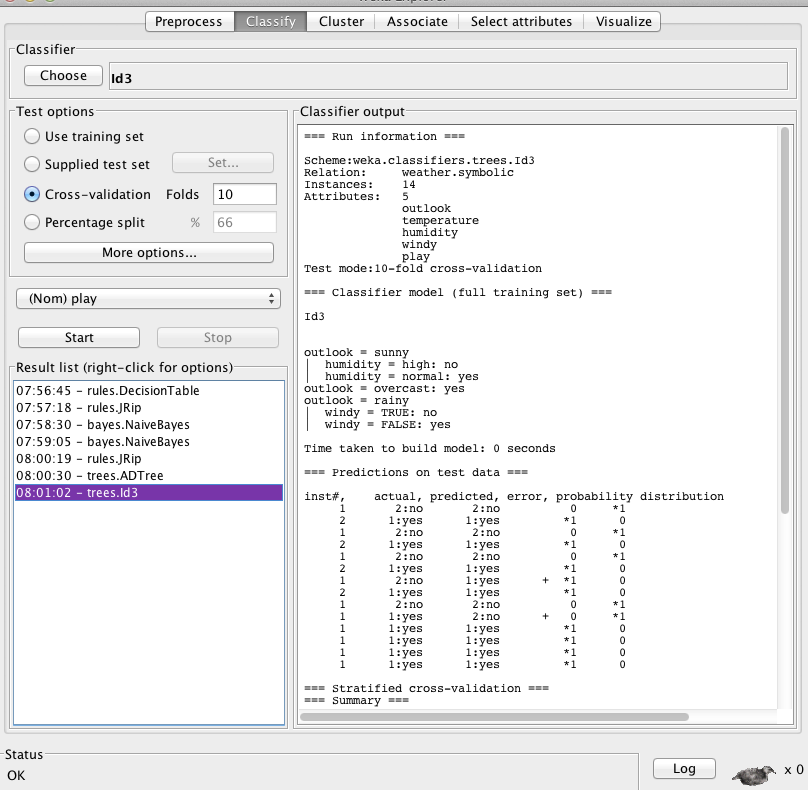 Preprocess Classify Cluster Associate Select attributes Visualize
Classifier
Choose Id3
Test options
Use training set
Supplied test set Set...
Cross-validation Folds 10
Percentage split % 66
More options...
(Nom) play
Start Stop
Result list (right-click for options)
07:56:45 - rules.DecisionTable
07:57:18 - rules.JRip
07:58:30 - bayes.NaiveBayes
07:59:05 - bayes.NaiveBayes
08:00:19 - rules.JRip
08:00:30 - trees.ADTree
08:01:02 - trees.Id3
Classifier output
=== Run information ===
Scheme:weka.classifiers.trees.Id3
Relation: weather.symbolic
Instances: 14
Attributes: 5
outlook
temperature
humidity
windy
play
Test mode:10-fold cross-validation
=== Classifier model (full training set) ===
Id3
outlook = sunny
| humidity = high: no
| humidity = normal: yes
outlook = overcast: yes
outlook = rainy
| windy = TRUE: no
| windy = FALSE: yes
Time taken to build model: 0 seconds
=== Predictions on test data ===
inst#, actual, predicted, error, probability distribution
1 2:no 2:no 0 *1
2 1:yes 1:yes *1 0
1 2:no 2:no 0 *1
2 1:yes 1:yes *1 0
1 2:no 2:no 0 *1
2 1:yes 1:yes *1 0
1 2:no 1:yes + *1 0
2 1:yes 1:yes *1 0
1 2:no 2:no 0 *1
1 1:yes 2:no + 0 *1
1 1:yes 1:yes *1 0
1 1:yes 1:yes *1 0
1 1:yes 1:yes *1 0
1 1:yes 1:yes *1 0
=== Stratified cross-validation ===
=== Summary ===
Status
OK
Log x 0